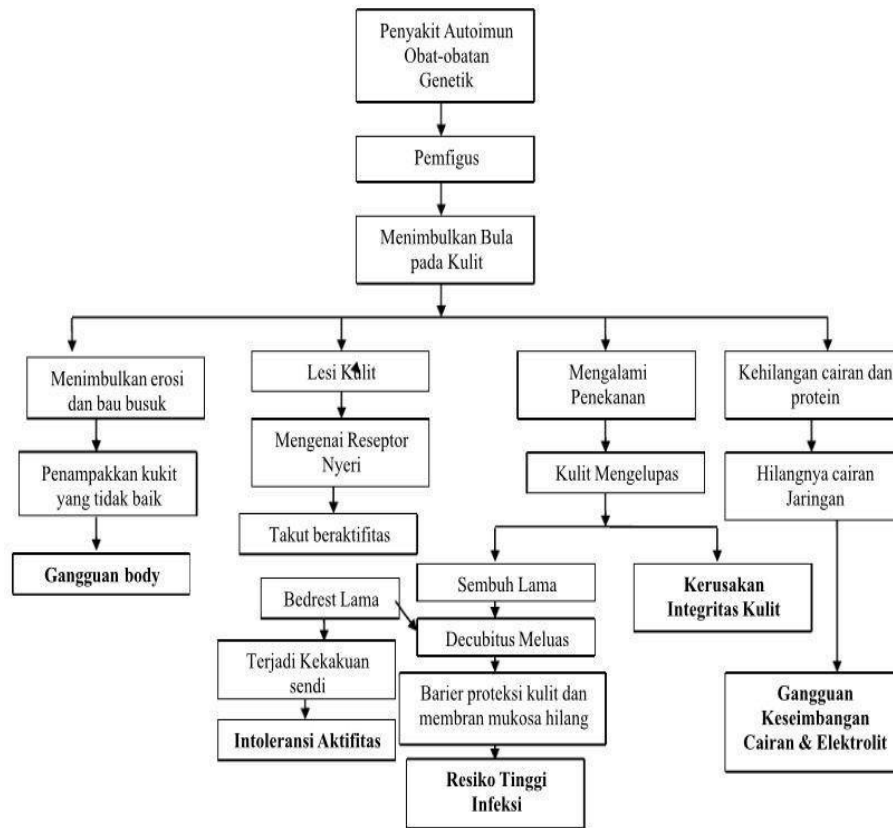 Penyakit Autoimun
Obat-obatan
Genetik
Pemfigus
Menimbulkan Bula
pada Kulit
Menimbulkan erosi
dan bau busuk
Penampakkan kukit
yang tidak baik
Gangguan body
Lesi Kulit
Mengenai Reseptor
Nyeri
Takut beraktifitas
Bedrest Lama
Terjadi Kekakuan
sendi
Intoleransi Aktifitas
Mengalami
Penekanan
Kulit Mengelupas
Sembuh Lama
Decubitus Meluas
Barier proteksi kulit dan
membran mukosa hilang
Resiko Tinggi
Infeksi
Kerusakan
Integritas Kulit
Kehilangan cairan dan
protein
Hilangnya cairan
Jaringan
Gangguan
Keseimbangan
Cairan & Elektrolit